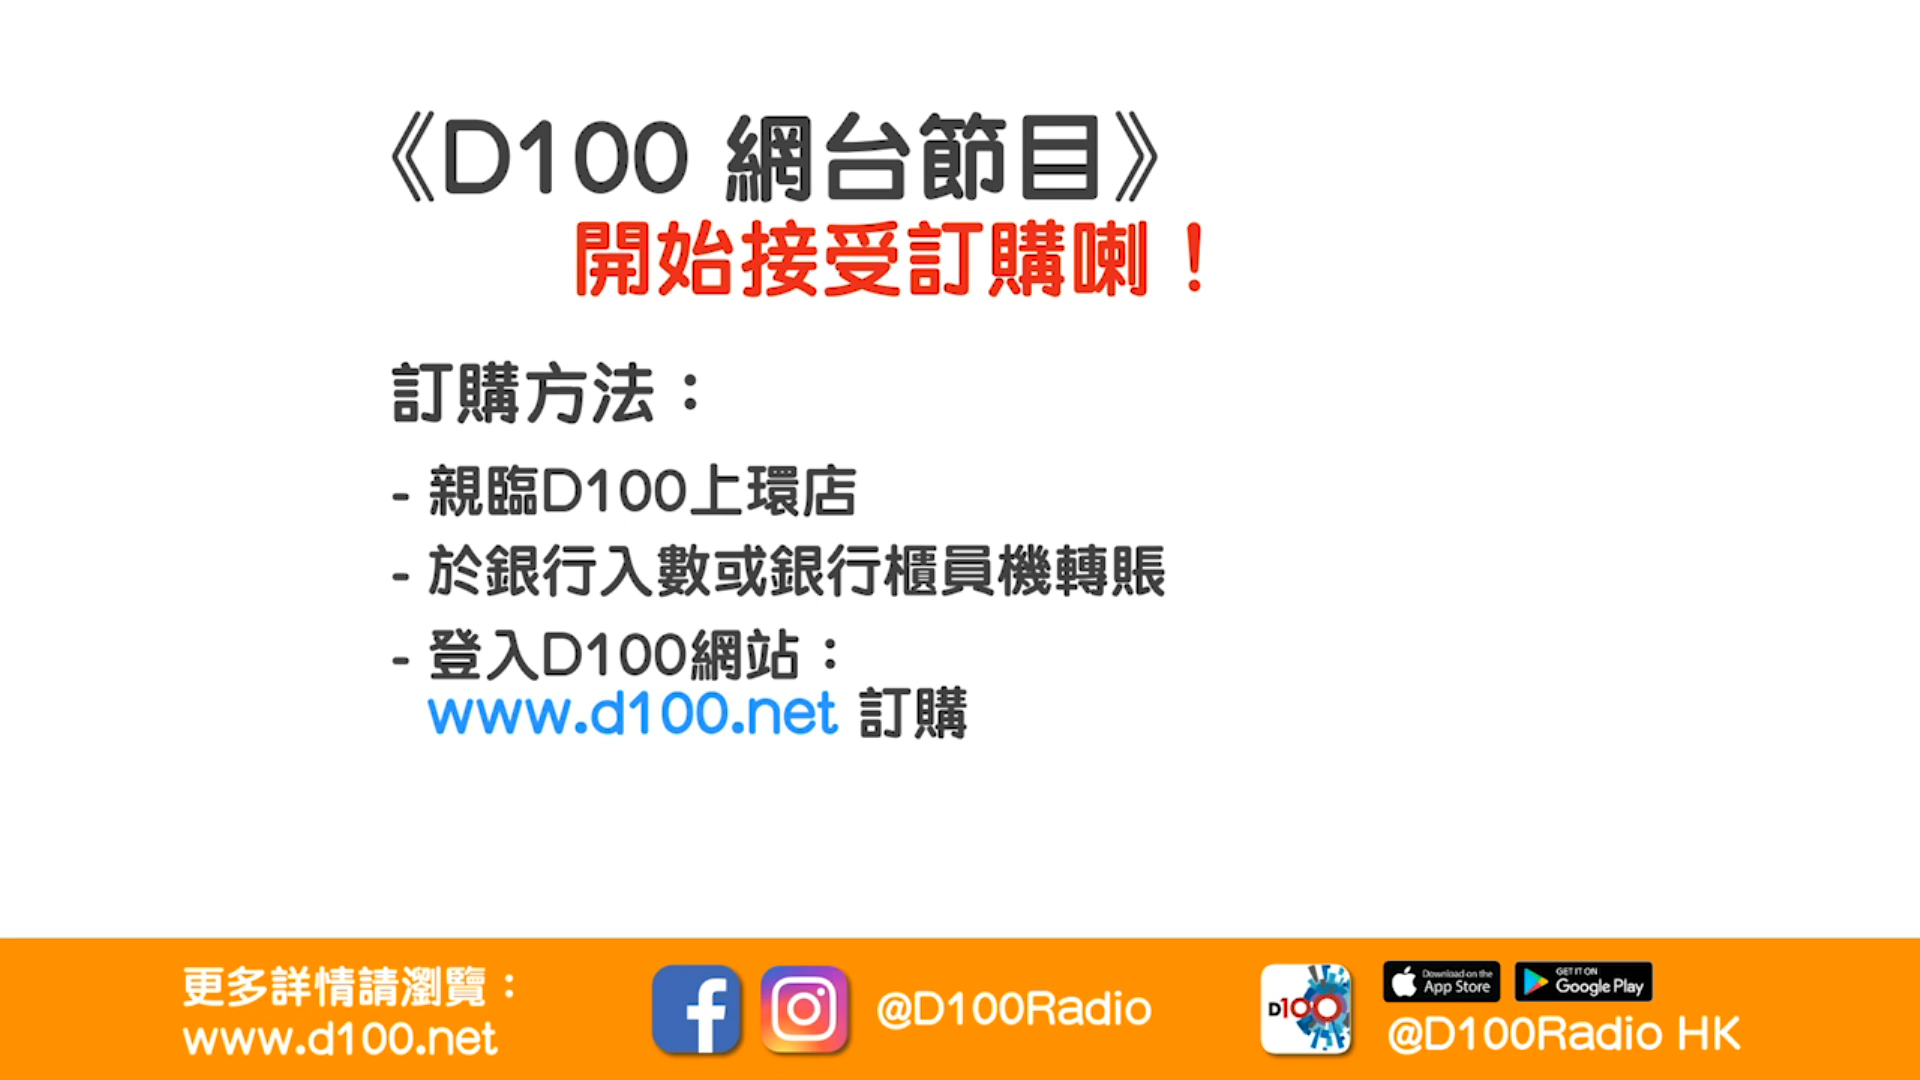 《D100 網台節目》
開始接受訂購喇！
訂購方法：
- 親臨D100上環店
- 於銀行入數或銀行櫃員機轉賬
- 登入D100網站：
www.d100.net 訂購
更多詳情請瀏覽：
www.d100.net
@D100Radio
D100
Download on the
App Store
GET IT ON
Google Play
@D100Radio HK